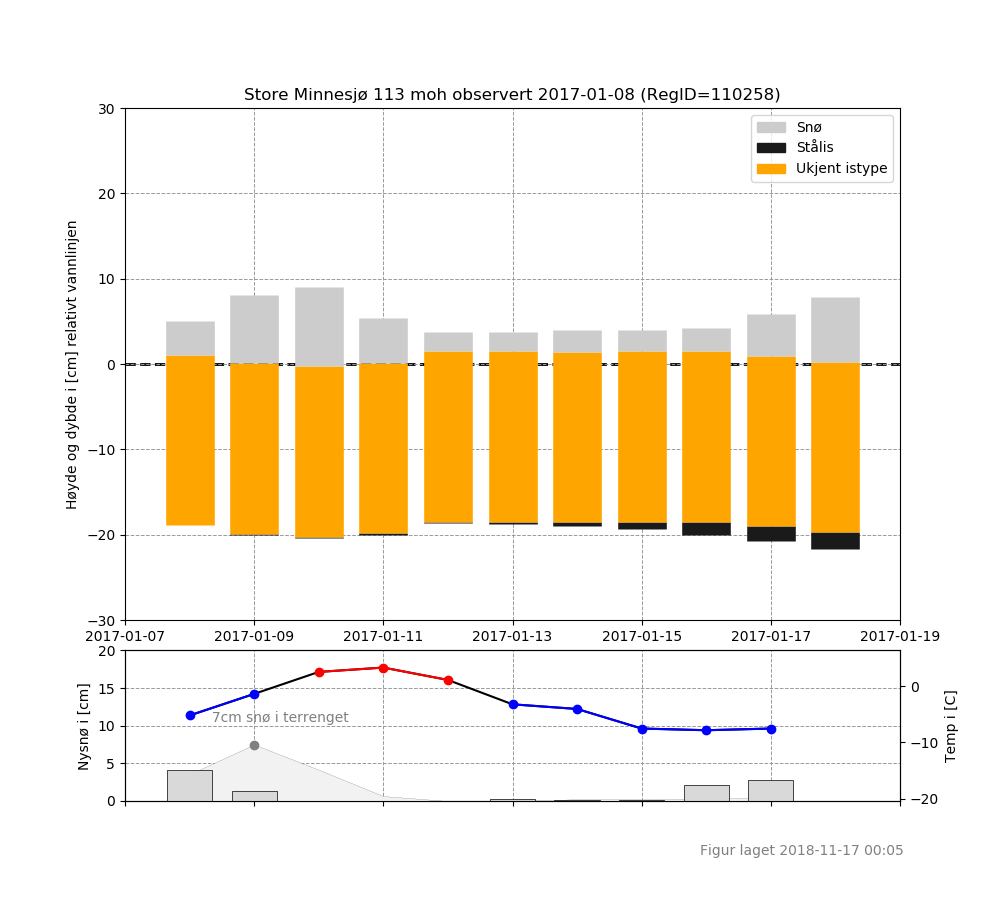 Store Minnesjø 113 moh observert 2017-01-08 (RegID=110258)
Høyde og dybde i [cm] relativt vannlinjen
30
20
10
0
−10
−20
−30
Snø
Stålis
Ukjent istype
2017-01-07
2017-01-09
2017-01-11
2017-01-13
2017-01-15
2017-01-17
2017-01-19
Nysnø i [cm]
20
15
10
5
0
7cm snø i terrenget
0
−10
−20
Temp i [C]
Figur laget 2018-11-17 00:05